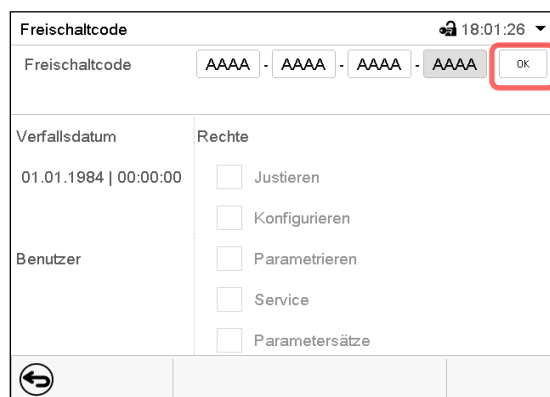 Freischaltcode 18:01:26
Freischaltcode AAAA - AAAA - AAAA - AAAA OK
Verfallsdatum Rechte
01.01.1984 | 00:00:00 Justieren
Konfigurieren
Benutzer Parametrieren
Service
Parametersätze